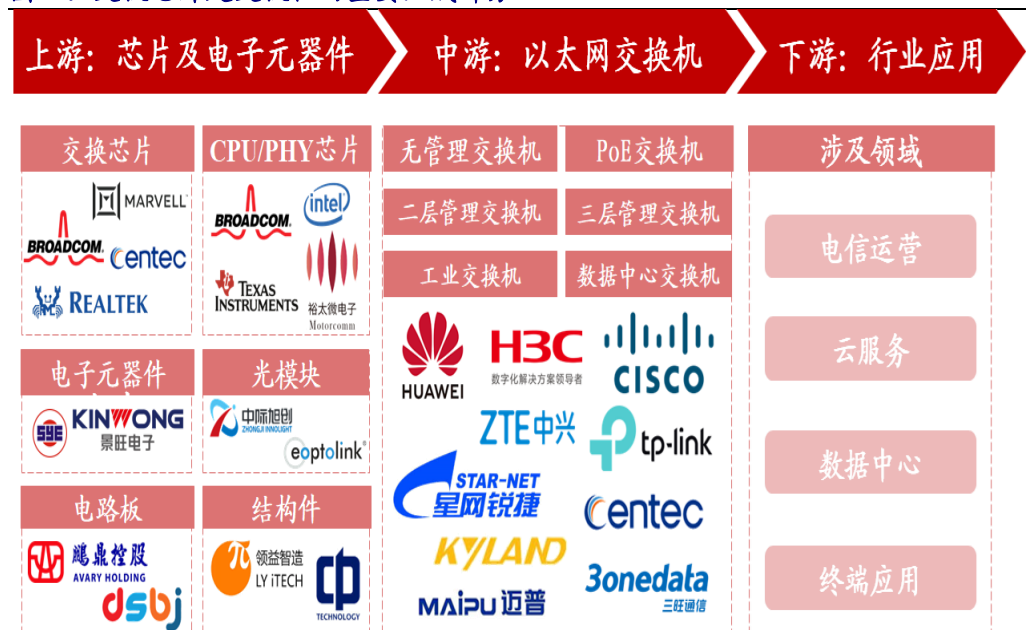 上游：芯片及电子元器件
中游：以太网交换机
下游：行业应用
交换芯片
MARVELL
BROADCOM.
Centec
REALTEK
CPU/PHY芯片
BROADCOM.
intel
TEXAS
INSTRUMENTS
裕太微电子
Motorcomm
电子元器件
SYE
KINWONG
景旺电子
光模块
中际旭创
ZHONGJI INNOLIGHT
eoptolink
电路板
鹏鼎控股
AVARY HOLDING
dsbj
结构件
领益智造
LY iTECH
TECHNOLOGY
无管理交换机
PoE交换机
二层管理交换机
三层管理交换机
工业交换机
数据中心交换机
HUAWEI
H3C
数字化解决方案领导者
CISCO
ZTE中兴
tp-link
STAR-NET
星网锐捷
Centec
KYLAND
3onedata
三旺通信
MAIPU迈普
涉及领域
电信运营
云服务
数据中心
终端应用